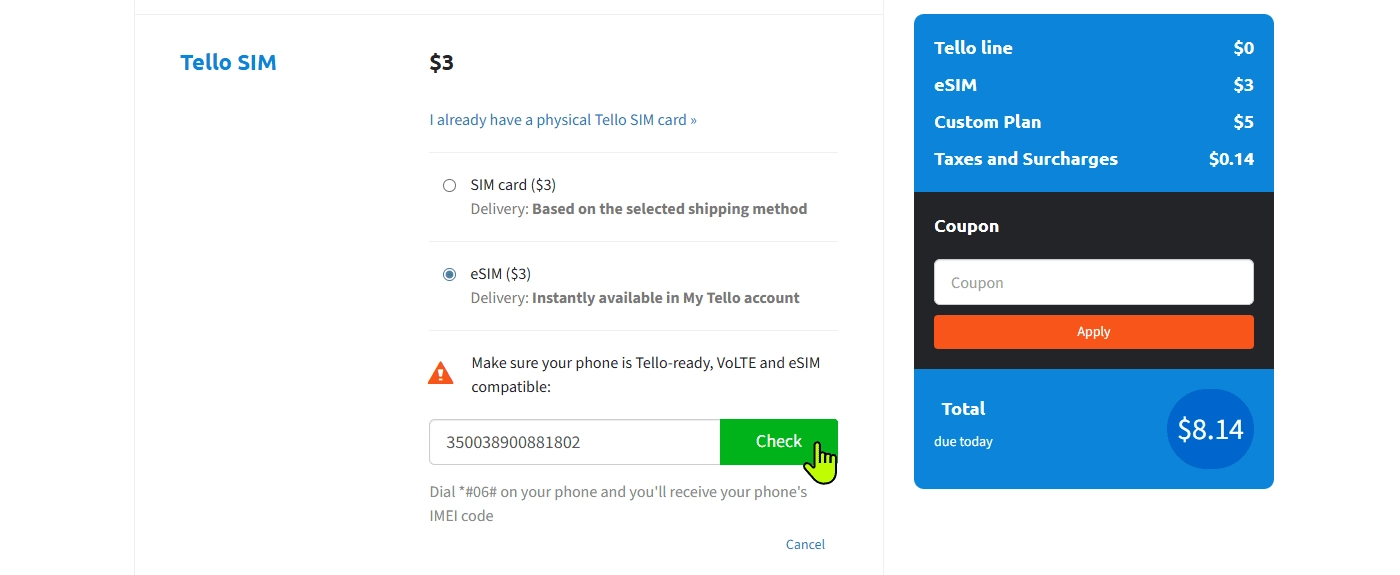 Tello SIM
$3
I already have a physical Tello SIM card »
SIM card ($3)
Delivery: Based on the selected shipping method
eSIM ($3)
Delivery: Instantly available in My Tello account
Make sure your phone is Tello-ready, VoLTE and eSIM
compatible:
350038900881802
Check
Dial *#06# on your phone and you'll receive your phone's
IMEI code
Cancel
Tello line $0
eSIM $3
Custom Plan $5
Taxes and Surcharges $0.14
Coupon
Coupon
Apply
Total
due today
$8.14